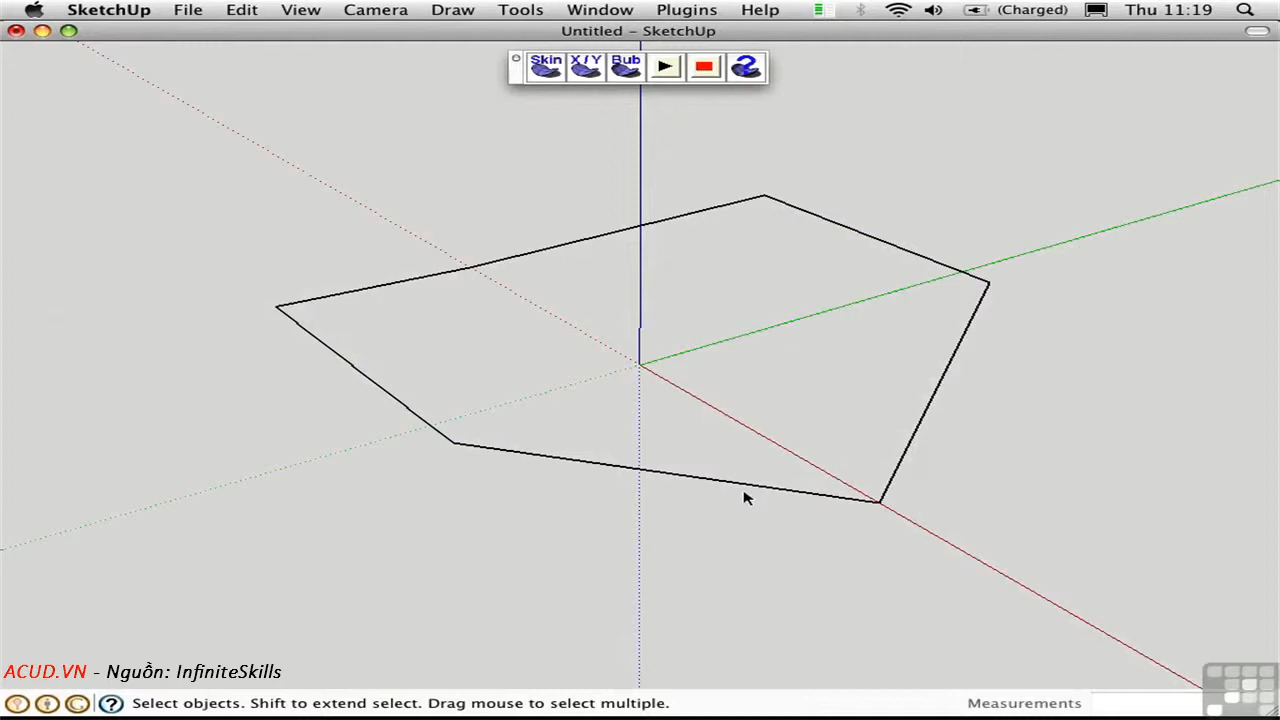 SketchUp File Edit View Camera Draw Tools Window Plugins Help (Charged) Thu 11:19
Untitled – SketchUp
Skin X/Y Bub
ACUD.VN - Nguồn: InfiniteSkills
Select objects. Shift to extend select. Drag mouse to select multiple. Measurements